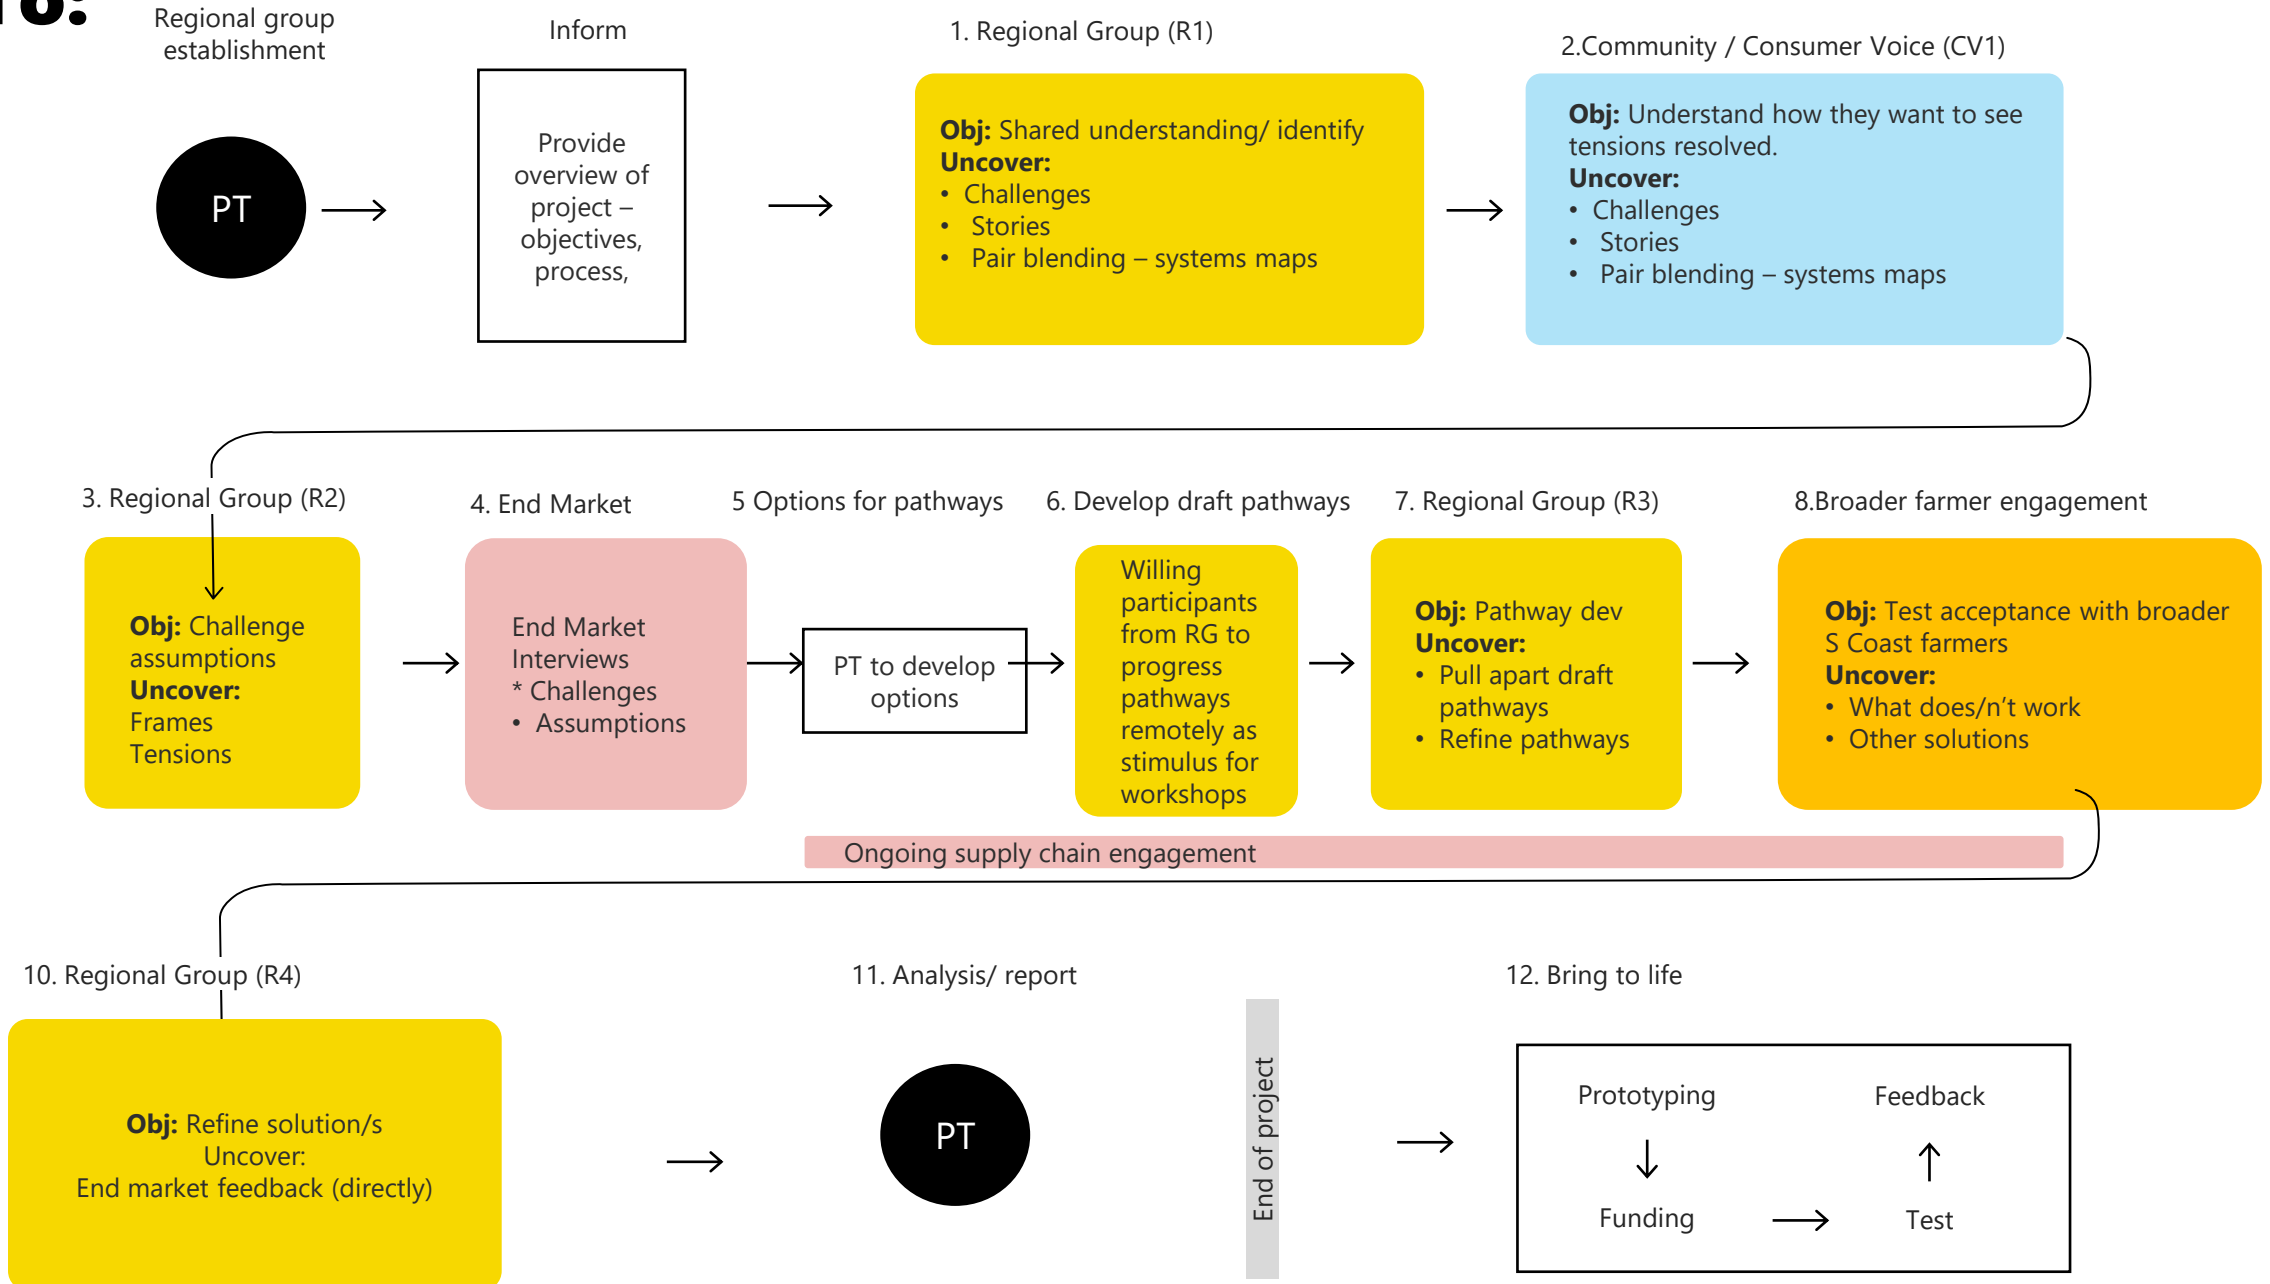 Regional group
establishment
Inform
1. Regional Group (R1)
2.Community / Consumer Voice (CV1)
PT
Provide
overview of
project –
objectives,
process,
Obj: Shared understanding/ identify
Uncover:
• Challenges
• Stories
• Pair blending – systems maps
Obj: Understand how they want to see
tensions resolved.
Uncover:
• Challenges
• Stories
• Pair blending – systems maps
3. Regional Group (R2)
4. End Market
5 Options for pathways
6. Develop draft pathways
7. Regional Group (R3)
8.Broader farmer engagement
Obj: Challenge
assumptions
Uncover:
Frames
Tensions
End Market
Interviews
* Challenges
• Assumptions
PT to develop
options
Willing
participants
from RG to
progress
pathways
remotely as
stimulus for
workshops
Obj: Pathway dev
Uncover:
• Pull apart draft
pathways
• Refine pathways
Obj: Test acceptance with broader
S Coast farmers
Uncover:
• What does/n’t work
• Other solutions
Ongoing supply chain engagement
10. Regional Group (R4)
11. Analysis/ report
12. Bring to life
Obj: Refine solution/s
Uncover:
End market feedback (directly)
PT
End of project
Prototyping
Feedback
Funding
Test